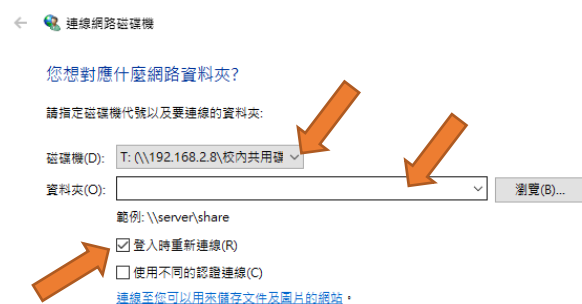 連線網路磁碟機
您想對應什麼網路資料夾?
請指定磁碟機代號以及要連線的資料夾:
磁碟機(D): T: (\\192.168.2.8\校內共用磁
資料夾(O): 瀏覽(B)...
範例: \\server\share
登入時重新連線(R)
使用不同的認證連線(C)
連線至您可以用來儲存文件及圖片的網站。